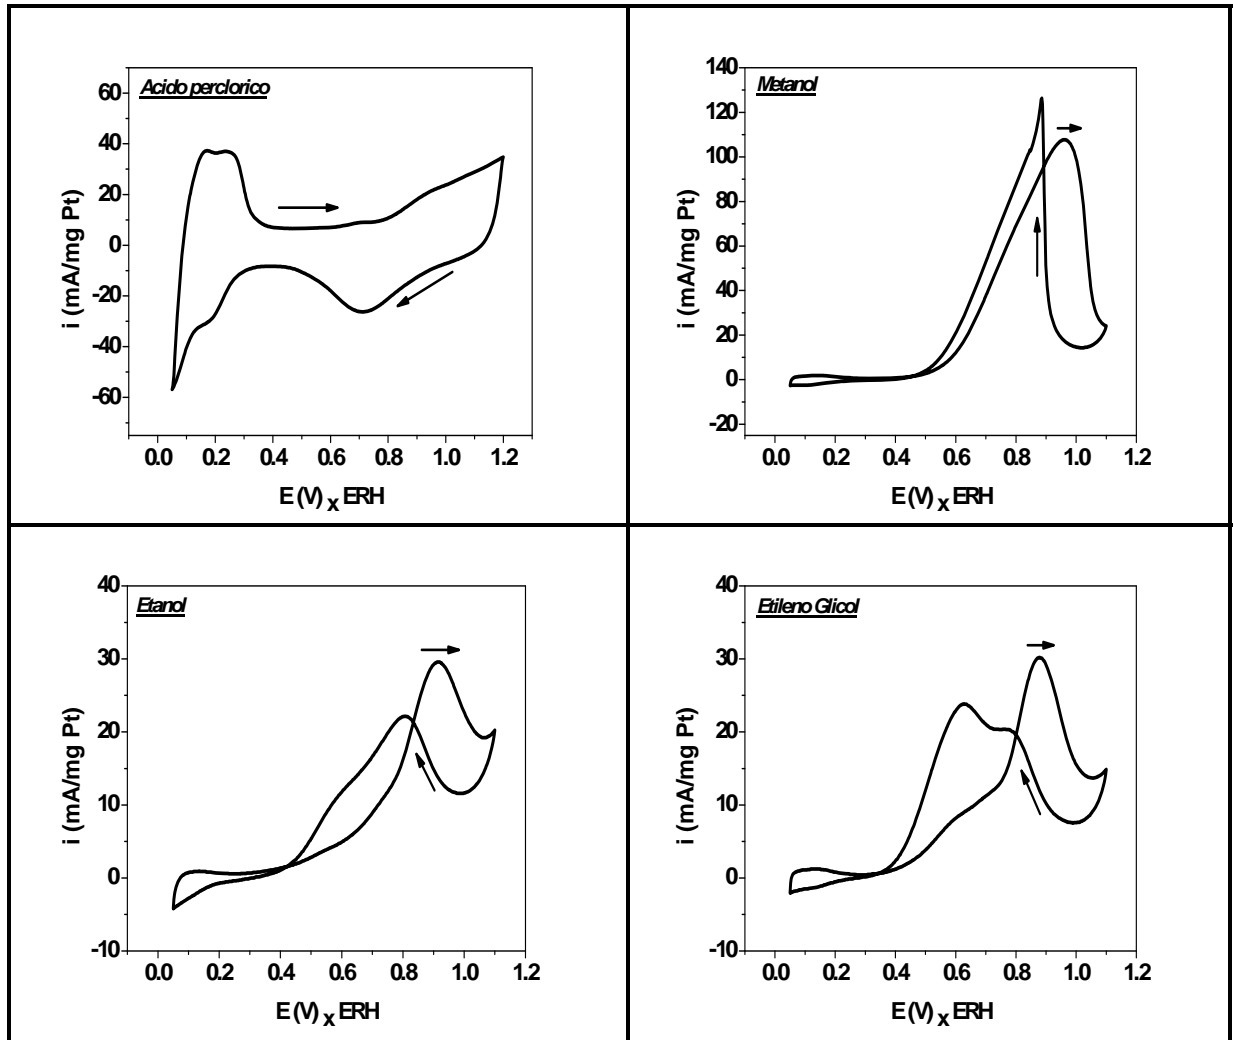 Acido perclorico
60
40
20
0
-20
-40
-60
i (mA/mg Pt)
0.0 0.2 0.4 0.6 0.8 1.0 1.2
E (V) x ERH
Metanol
140
120
100
80
60
40
20
0
-20
i (mA/mg Pt)
0.0 0.2 0.4 0.6 0.8 1.0 1.2
E (V) x ERH
Etanol
40
30
20
10
0
-10
i (mA/mg Pt)
0.0 0.2 0.4 0.6 0.8 1.0 1.2
E (V) x ERH
Etileno Glicol
40
30
20
10
0
-10
i (mA/mg Pt)
0.0 0.2 0.4 0.6 0.8 1.0 1.2
E (V) x ERH